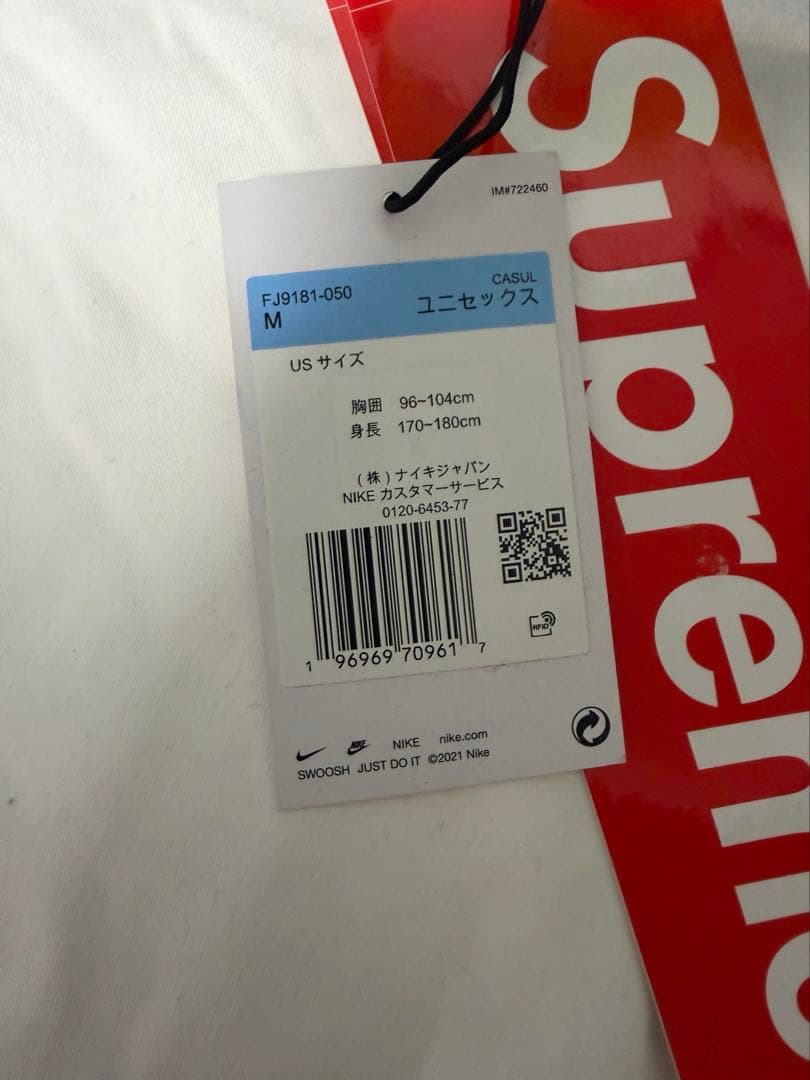 Supreme
IM#722460
FJ9181-050
CASUL
M
ユニセックス
US サイズ
胸囲 96~104cm
身長 170~180cm
(株)ナイキジャパン
NIKE カスタマーサービス
0120-6453-77
RFID
1 96969 70961 7
NIKE
NIKE nike.com
SWOOSH JUST DO IT ©2021 Nike